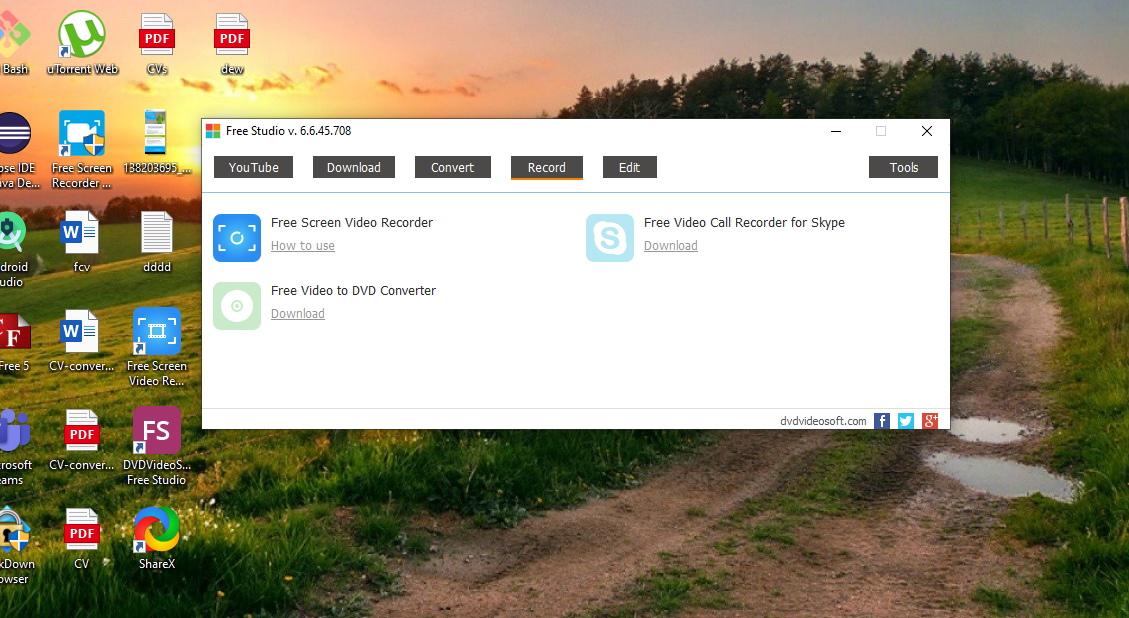 Bash
uTorrent Web
PDF
CVs
PDF
dew
ose IDE
ava De...
Free Screen
Recorder ...
138203695_...
droid
udio
W
fcv
dddd
F
Free 5
W
CV-conver...
Free Screen
Video Re...
rosoft
eams
PDF
CV-conver...
FS
DVDVideoS...
Free Studio
kDown
owser
PDF
CV
ShareX
Free Studio v. 6.6.45.708
YouTube
Download
Convert
Record
Edit
Tools
Free Screen Video Recorder
How to use
S
Free Video Call Recorder for Skype
Download
Free Video to DVD Converter
Download
dvdvideosoft.com
f
g+